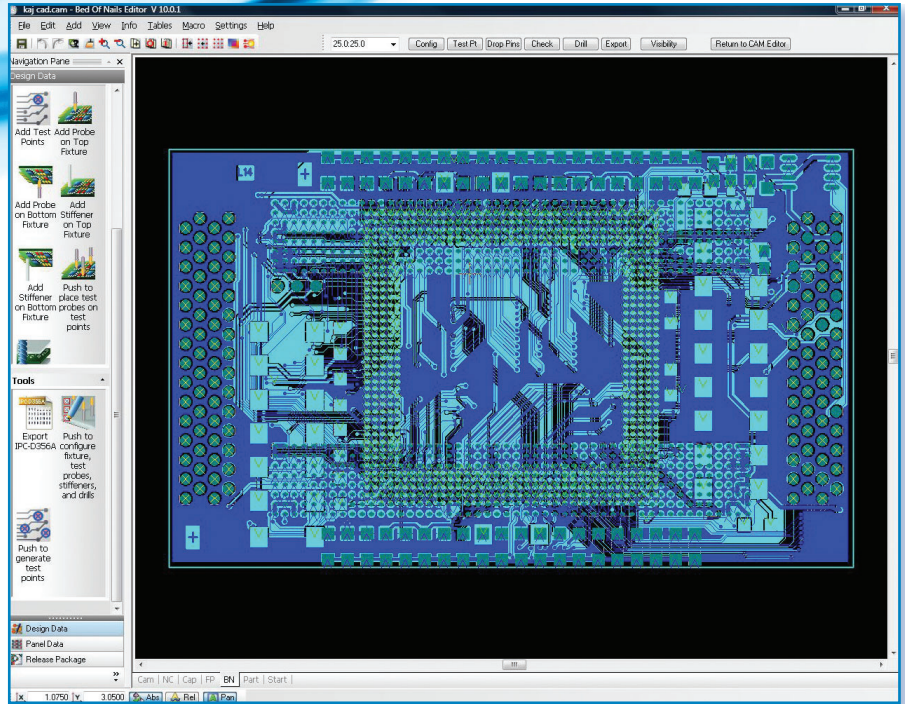 kaj cad.cam - Bed Of Nails Editor V 10.0.1
File Edit Add View Info Tables Macro Settings Help
25.0:25.0 Config Test Pt Drop Pins Check Drill Export Visibility Return to CAM Editor
Navigation Pane
Design Data
Add Test Points
Add Probe on Top Fixture
Add Probe on Bottom Fixture
Add Stiffener on Top Fixture
Add Stiffener on Bottom Fixture
Push to place test probes on test points
Tools
Export IPC-D356A
Push to configure fixture, test probes, stiffeners, and drills
Push to generate test points
Design Data
Panel Data
Release Package
L14
Cam | NC | Cap | FP | BN | Part | Start |
X 1.0750 Y 3.0500 Abs Rel Pan